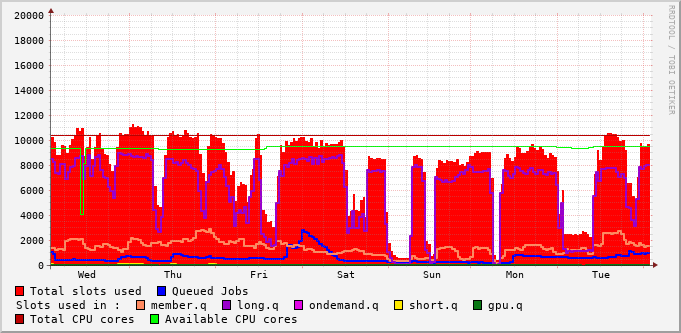 20000
18000
16000
14000
12000
10000
8000
6000
4000
2000
0
Wed Thu Fri Sat Sun Mon Tue
RRDTOOL / TOBI OETIKER
Total slots used Queued Jobs
Slots used in : member.q long.q ondemand.q short.q gpu.q
Total CPU cores Available CPU cores